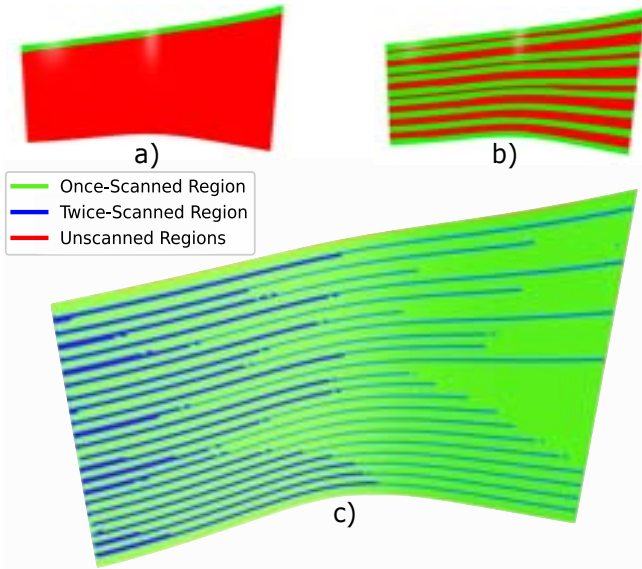 a)
b)
Once-Scanned Region
Twice-Scanned Region
Unscanned Regions
c)